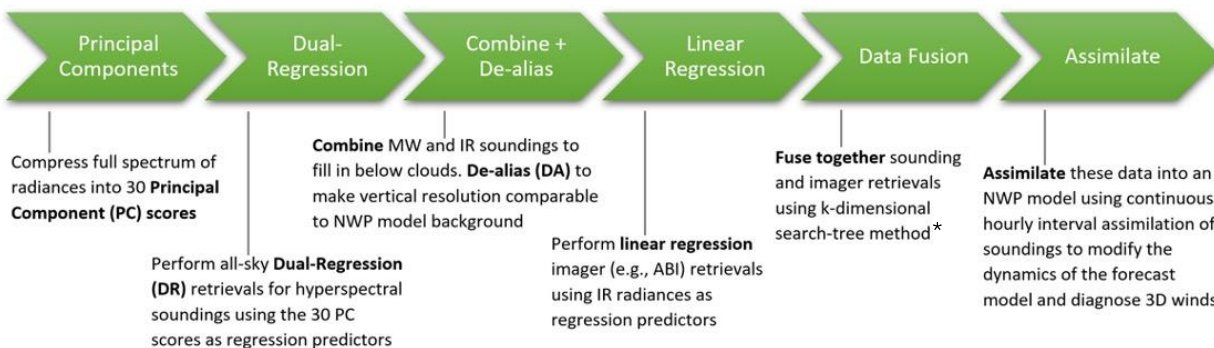 Principal
Components
Dual-
Regression
Combine +
De-alias
Linear
Regression
Data Fusion
Assimilate
Compress full spectrum of
radiances into 30 Principal
Component (PC) scores
Perform all-sky Dual-Regression
(DR) retrievals for hyperspectral
soundings using the 30 PC
scores as regression predictors
Combine MW and IR soundings to
fill in below clouds. De-alias (DA) to
make vertical resolution comparable
to NWP model background
Perform linear regression
imager (e.g., ABI) retrievals
using IR radiances as
regression predictors
Fuse together sounding
and imager retrievals
using k-dimensional
search-tree method*
Assimilate these data into an
NWP model using continuous
hourly interval assimilation of
soundings to modify the
dynamics of the forecast
model and diagnose 3D winds